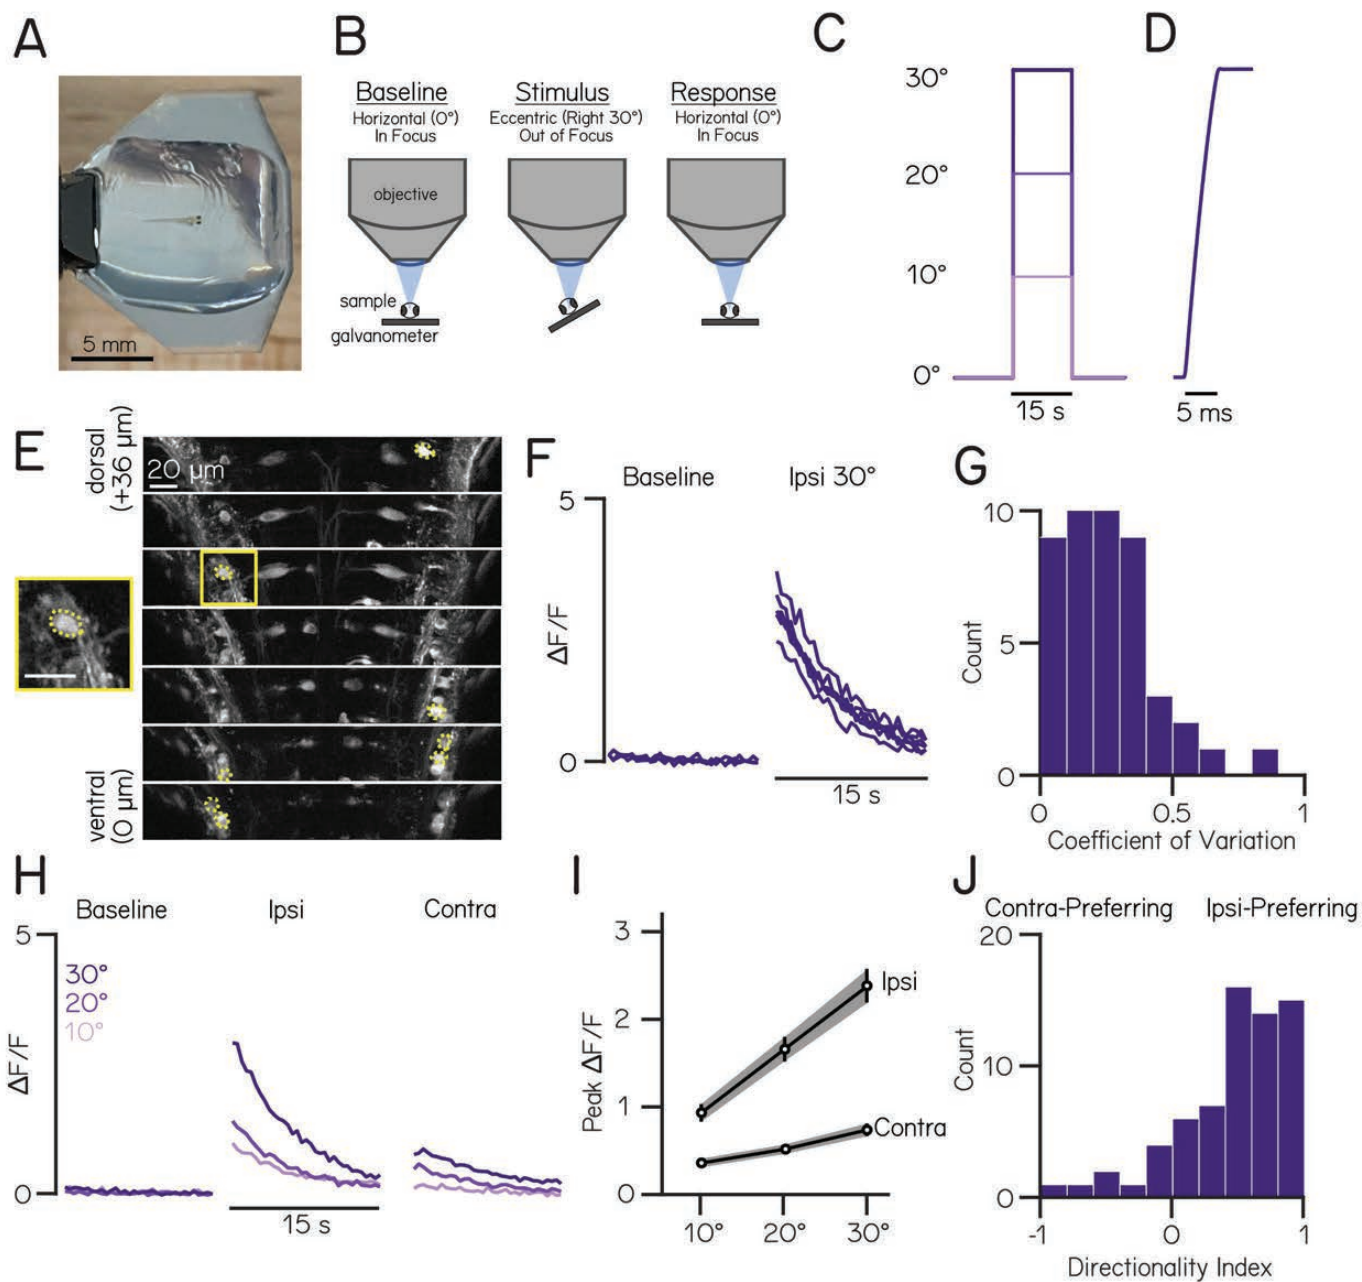 A
5 mm
B
Baseline
Horizontal (0°)
In Focus
Stimulus
Eccentric (Right 30°)
Out of Focus
Response
Horizontal (0°)
In Focus
objective
sample
galvanometer
C
30°
20°
10°
0°
15 s
D
5 ms
E
dorsal
(+36 µm)
20 µm
ventral
(0 µm)
F
Baseline
Ipsi 30°
5
ΔF/F
0
15 s
G
10
Count
5
0
0
0.5
1
Coefficient of Variation
H
Baseline
Ipsi
Contra
5
30°
20°
10°
ΔF/F
0
15 s
I
3
2
Peak ΔF/F
1
0
Ipsi
Contra
10°
20°
30°
J
Contra-Preferring
Ipsi-Preferring
20
Count
10
0
-1
0
1
Directionality Index